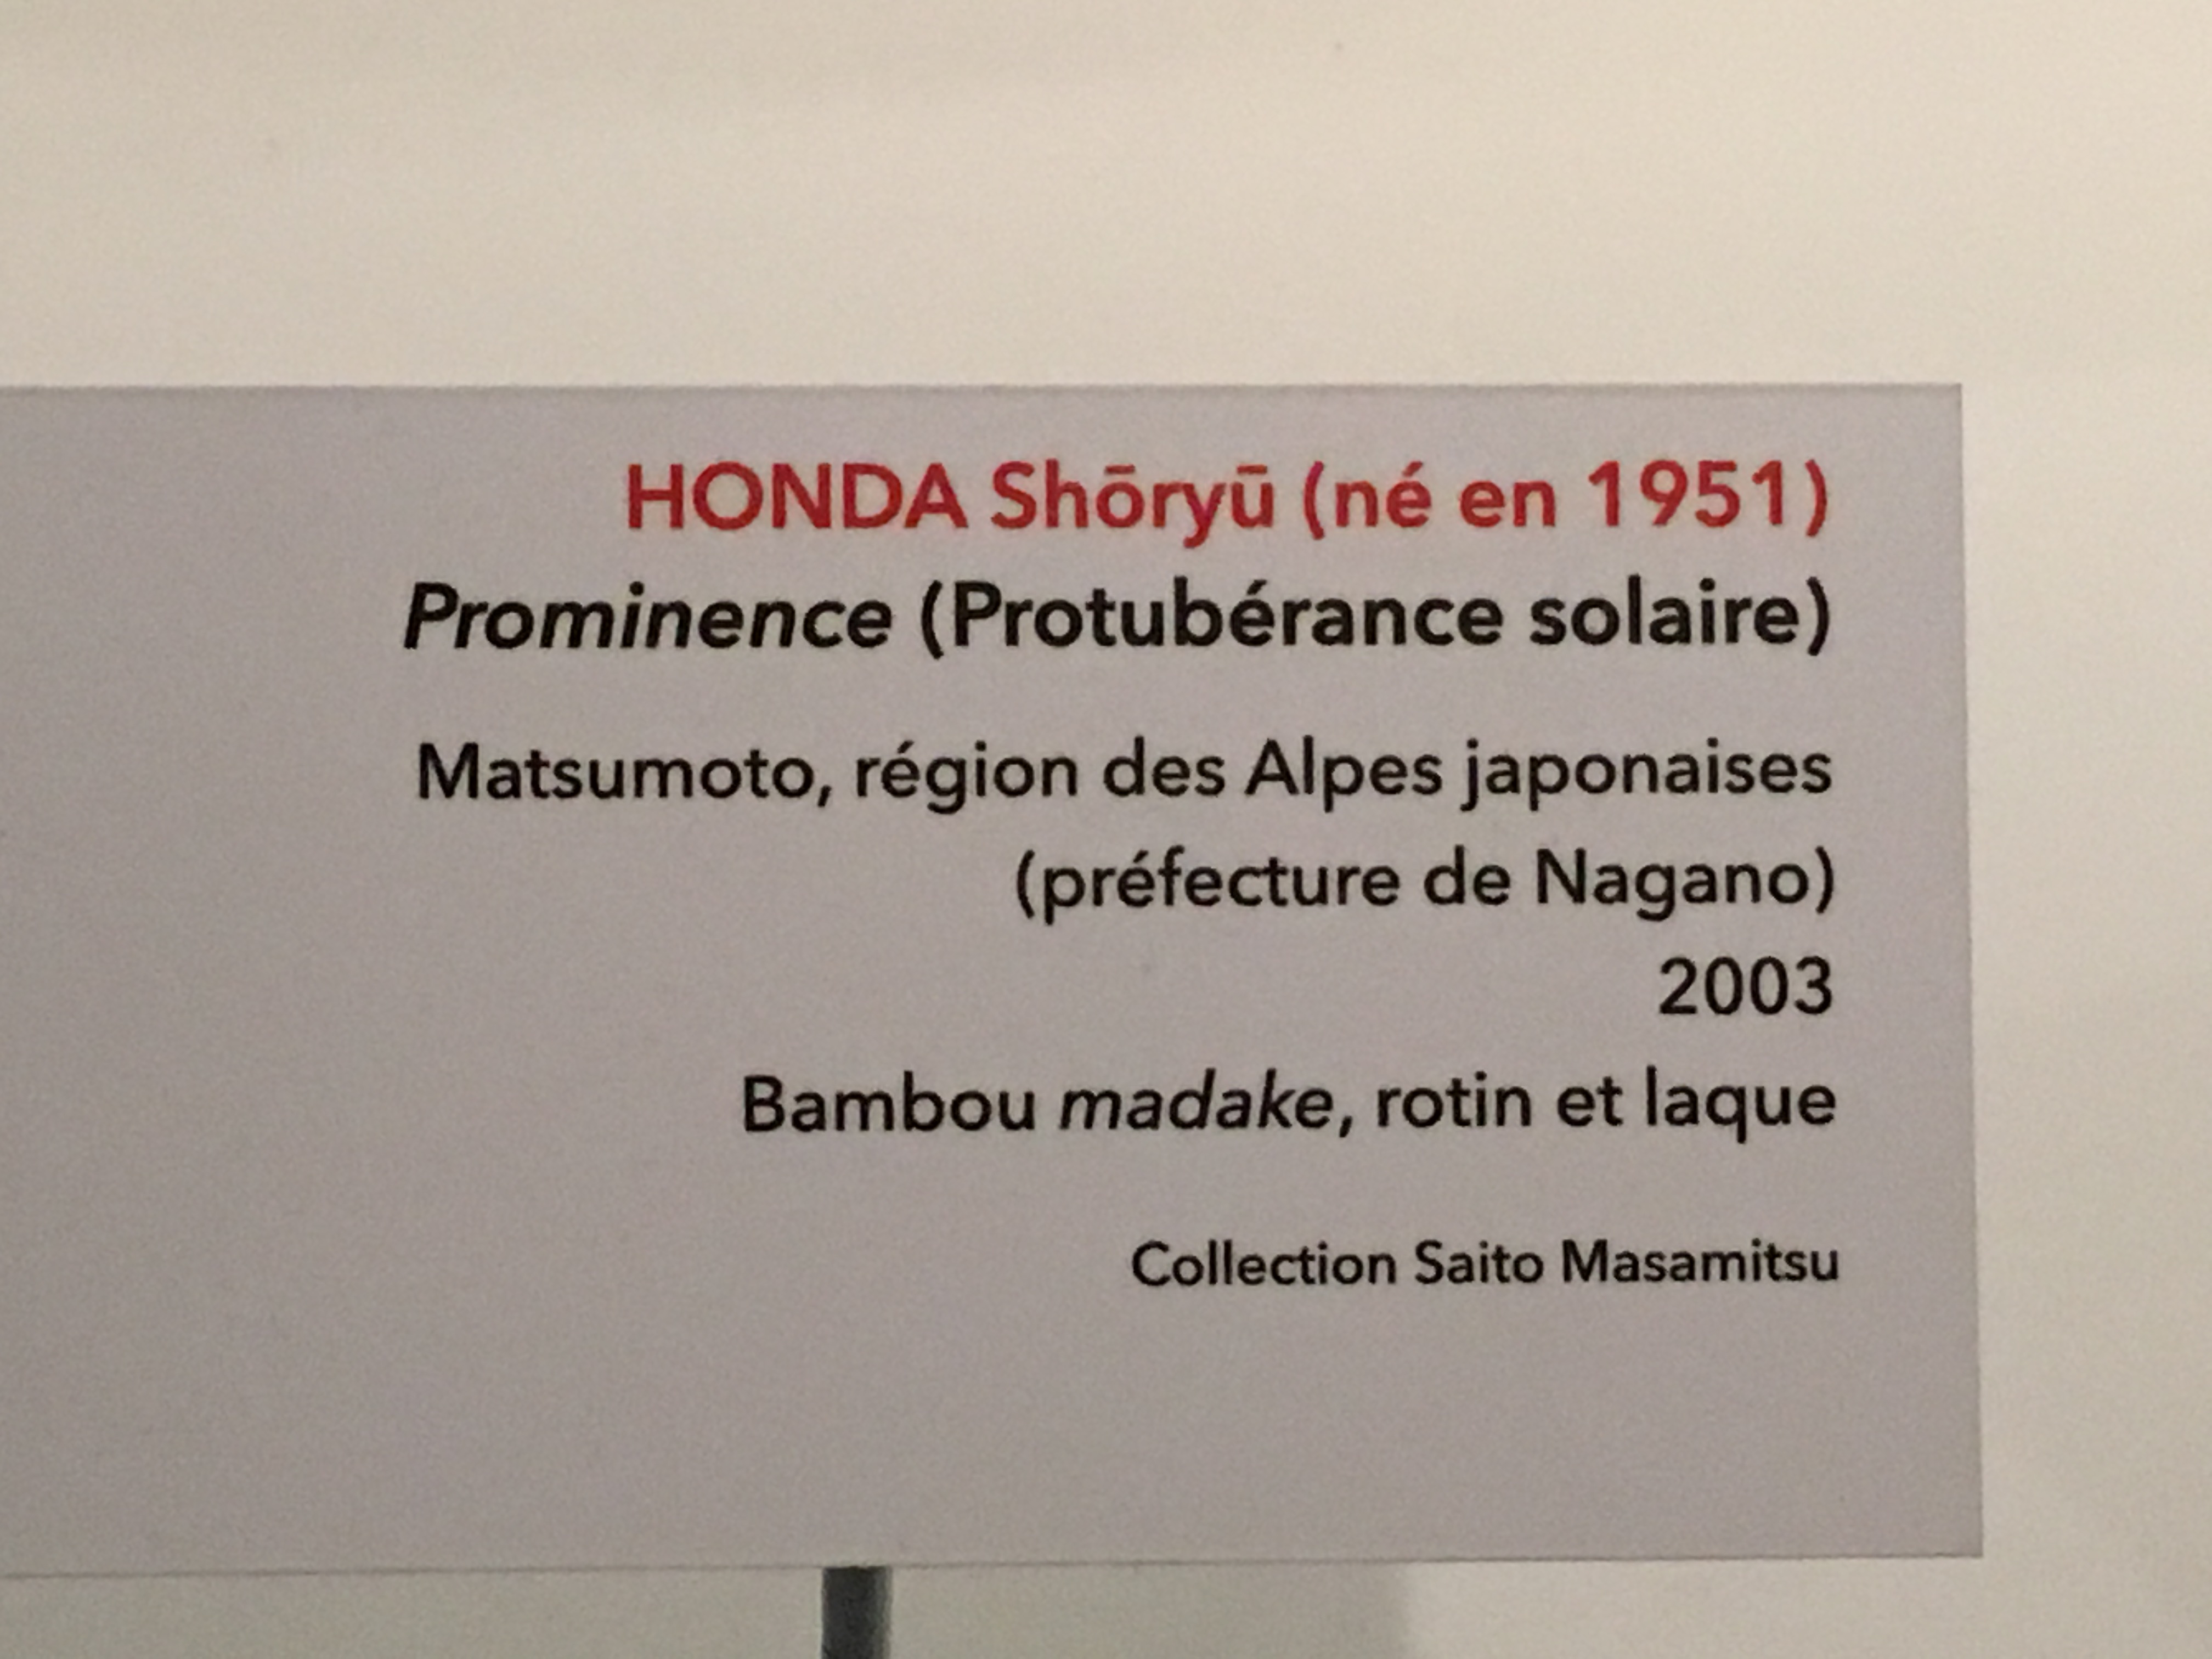 HONDA Shōryū (né en 1951)
Prominence (Protubérance solaire)
Matsumoto, région des Alpes japonaises
(préfecture de Nagano)
2003
Bambou madake, rotin et laque
Collection Saito Masamitsu